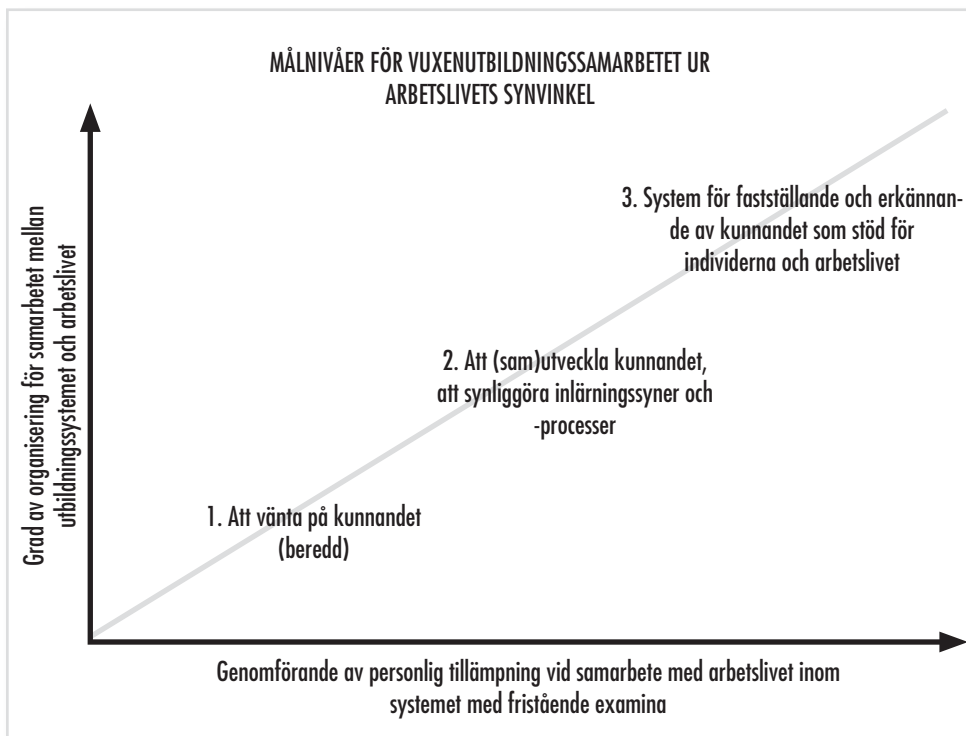 MÅLNIVÅER FÖR VUXENUTBILDNINGSSAMARBETET UR
ARBETSLIVETS SYNVINKEL
Grad av organisering för samarbetet mellan
utbildningssystemet och arbetslivet
3. System för fastställande och erkännan-
de av kunnandet som stöd för
individerna och arbetslivet
2. Att (sam)utveckla kunnandet,
att synliggöra inlärningssyner och
-processer
1. Att vänta på kunnandet
(beredd)
Genomförande av personlig tillämpning vid samarbete med arbetslivet inom
systemet med fristående examina